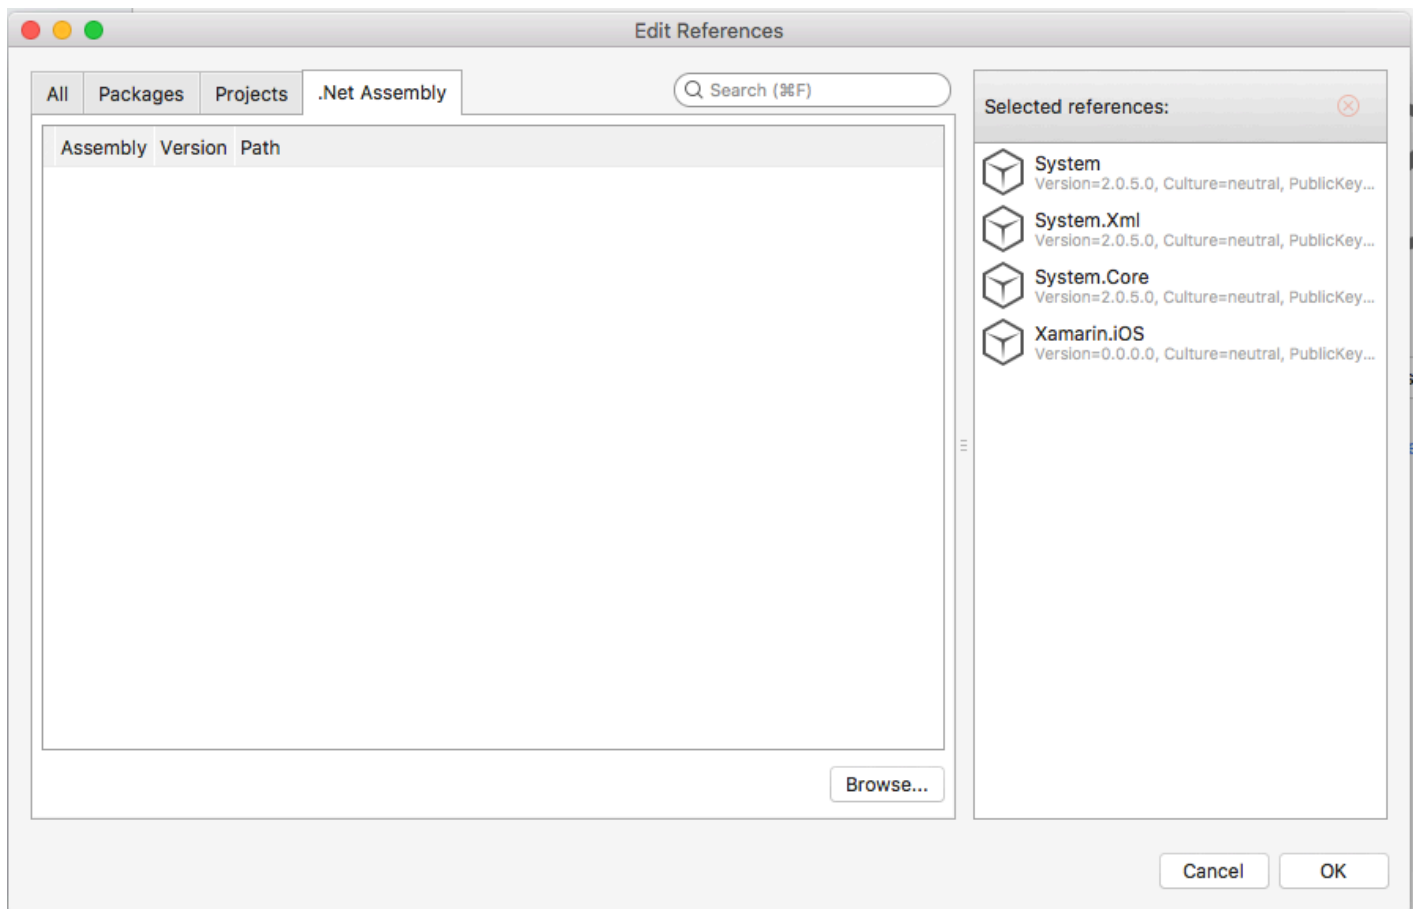 Edit References
All Packages Projects .Net Assembly
Search (⌘F)
Assembly Version Path
Browse...
Selected references:
System
Version=2.0.5.0, Culture=neutral, PublicKey...
System.Xml
Version=2.0.5.0, Culture=neutral, PublicKey...
System.Core
Version=2.0.5.0, Culture=neutral, PublicKey...
Xamarin.iOS
Version=0.0.0.0, Culture=neutral, PublicKey...
Cancel OK